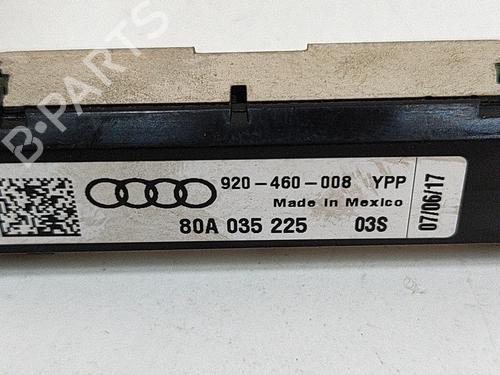 B-PARTS
920-460-008 YPP
Made in Mexico
80A 035 225 03S
07/06/17